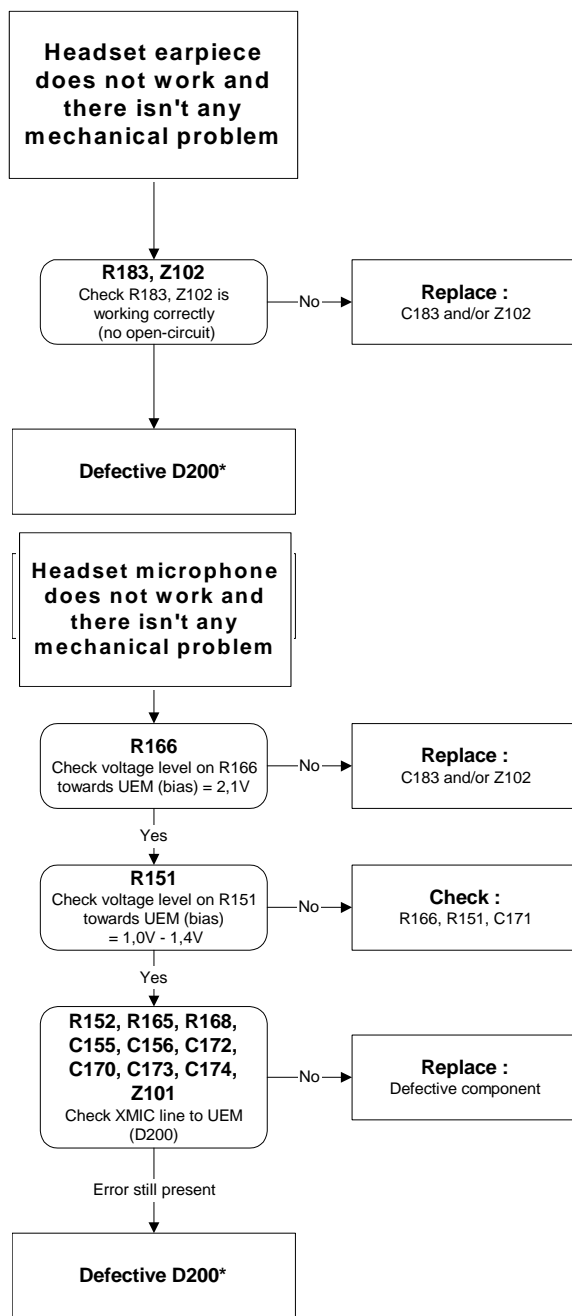 Headset earpiece
does not work and
there isn't any
mechanical problem
R183, Z102
Check R183, Z102 is
working correctly
(no open-circuit)
No
Replace :
C183 and/or Z102
Defective D200*
Headset microphone
does not work and
there isn't any
mechanical problem
R166
Check voltage level on R166
towards UEM (bias) = 2,1V
No
Replace :
C183 and/or Z102
Yes
R151
Check voltage level on R151
towards UEM (bias)
= 1,0V - 1,4V
No
Check :
R166, R151, C171
Yes
R152, R165, R168,
C155, C156, C172,
C170, C173, C174,
Z101
Check XMIC line to UEM
(D200)
No
Replace :
Defective component
Error still present
Defective D200*